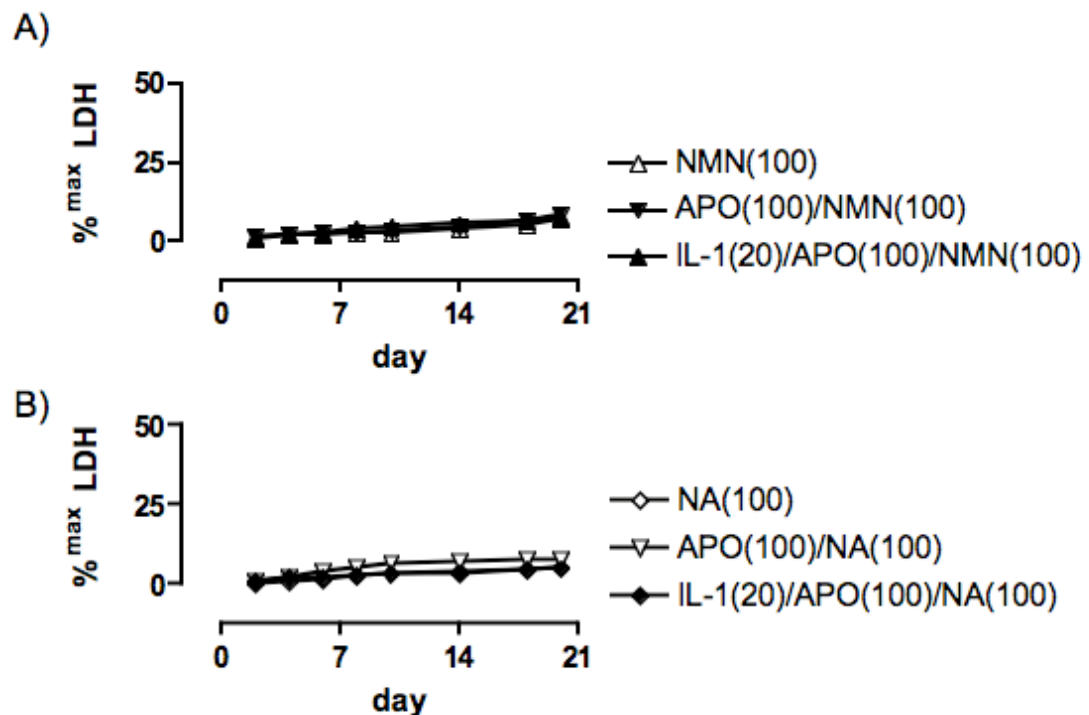 A)
50
25
0
% max LDH
0 7 14 21
day
NMN(100)
APO(100)/NMN(100)
IL-1(20)/APO(100)/NMN(100)
B)
50
25
0
% max LDH
0 7 14 21
day
NA(100)
APO(100)/NA(100)
IL-1(20)/APO(100)/NA(100)